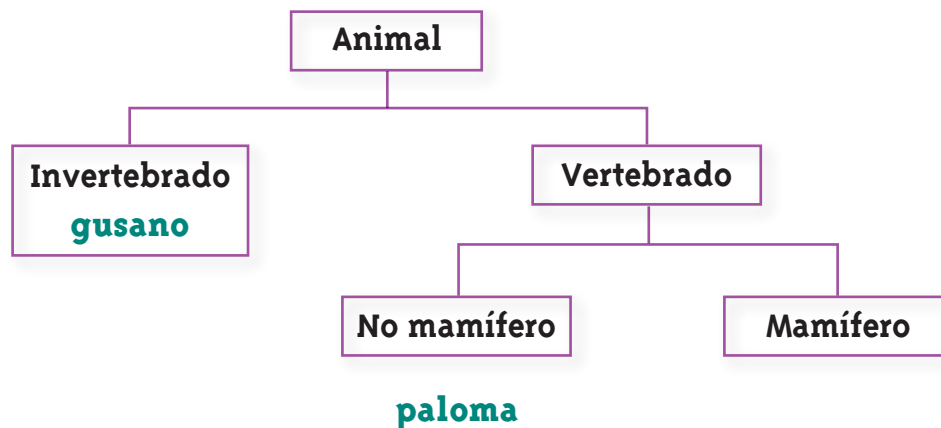 Animal
Invertebrado
gusano
Vertebrado
No mamífero
Mamífero
paloma